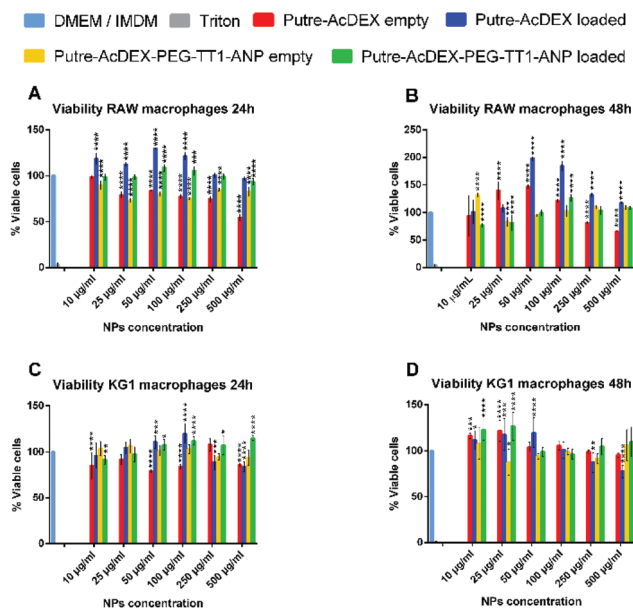 DMEM / IMDM Triton Putre-AcDEX empty Putre-AcDEX loaded
Putre-AcDEX-PEG-TT1-ANP empty Putre-AcDEX-PEG-TT1-ANP loaded
A
Viability RAW macrophages 24h
% Viable cells
150
100
50
0
10 µg/ml
25 µg/ml
50 µg/ml
100 µg/ml
250 µg/ml
500 µg/ml
NPs concentration
B
Viability RAW macrophages 48h
% Viable cells
250
200
150
100
50
0
10 µg/mL
25 µg/ml
50 µg/ml
100 µg/ml
250 µg/ml
500 µg/ml
NPs concentration
C
Viability KG1 macrophages 24h
% Viable cells
150
100
50
0
10 µg/ml
25 µg/ml
50 µg/ml
100 µg/ml
250 µg/ml
500 µg/ml
NPs concentration
D
Viability KG1 macrophages 48h
% Viable cells
150
100
50
0
10 µg/ml
25 µg/ml
50 µg/ml
100 µg/ml
250 µg/ml
500 µg/ml
NPs concentration